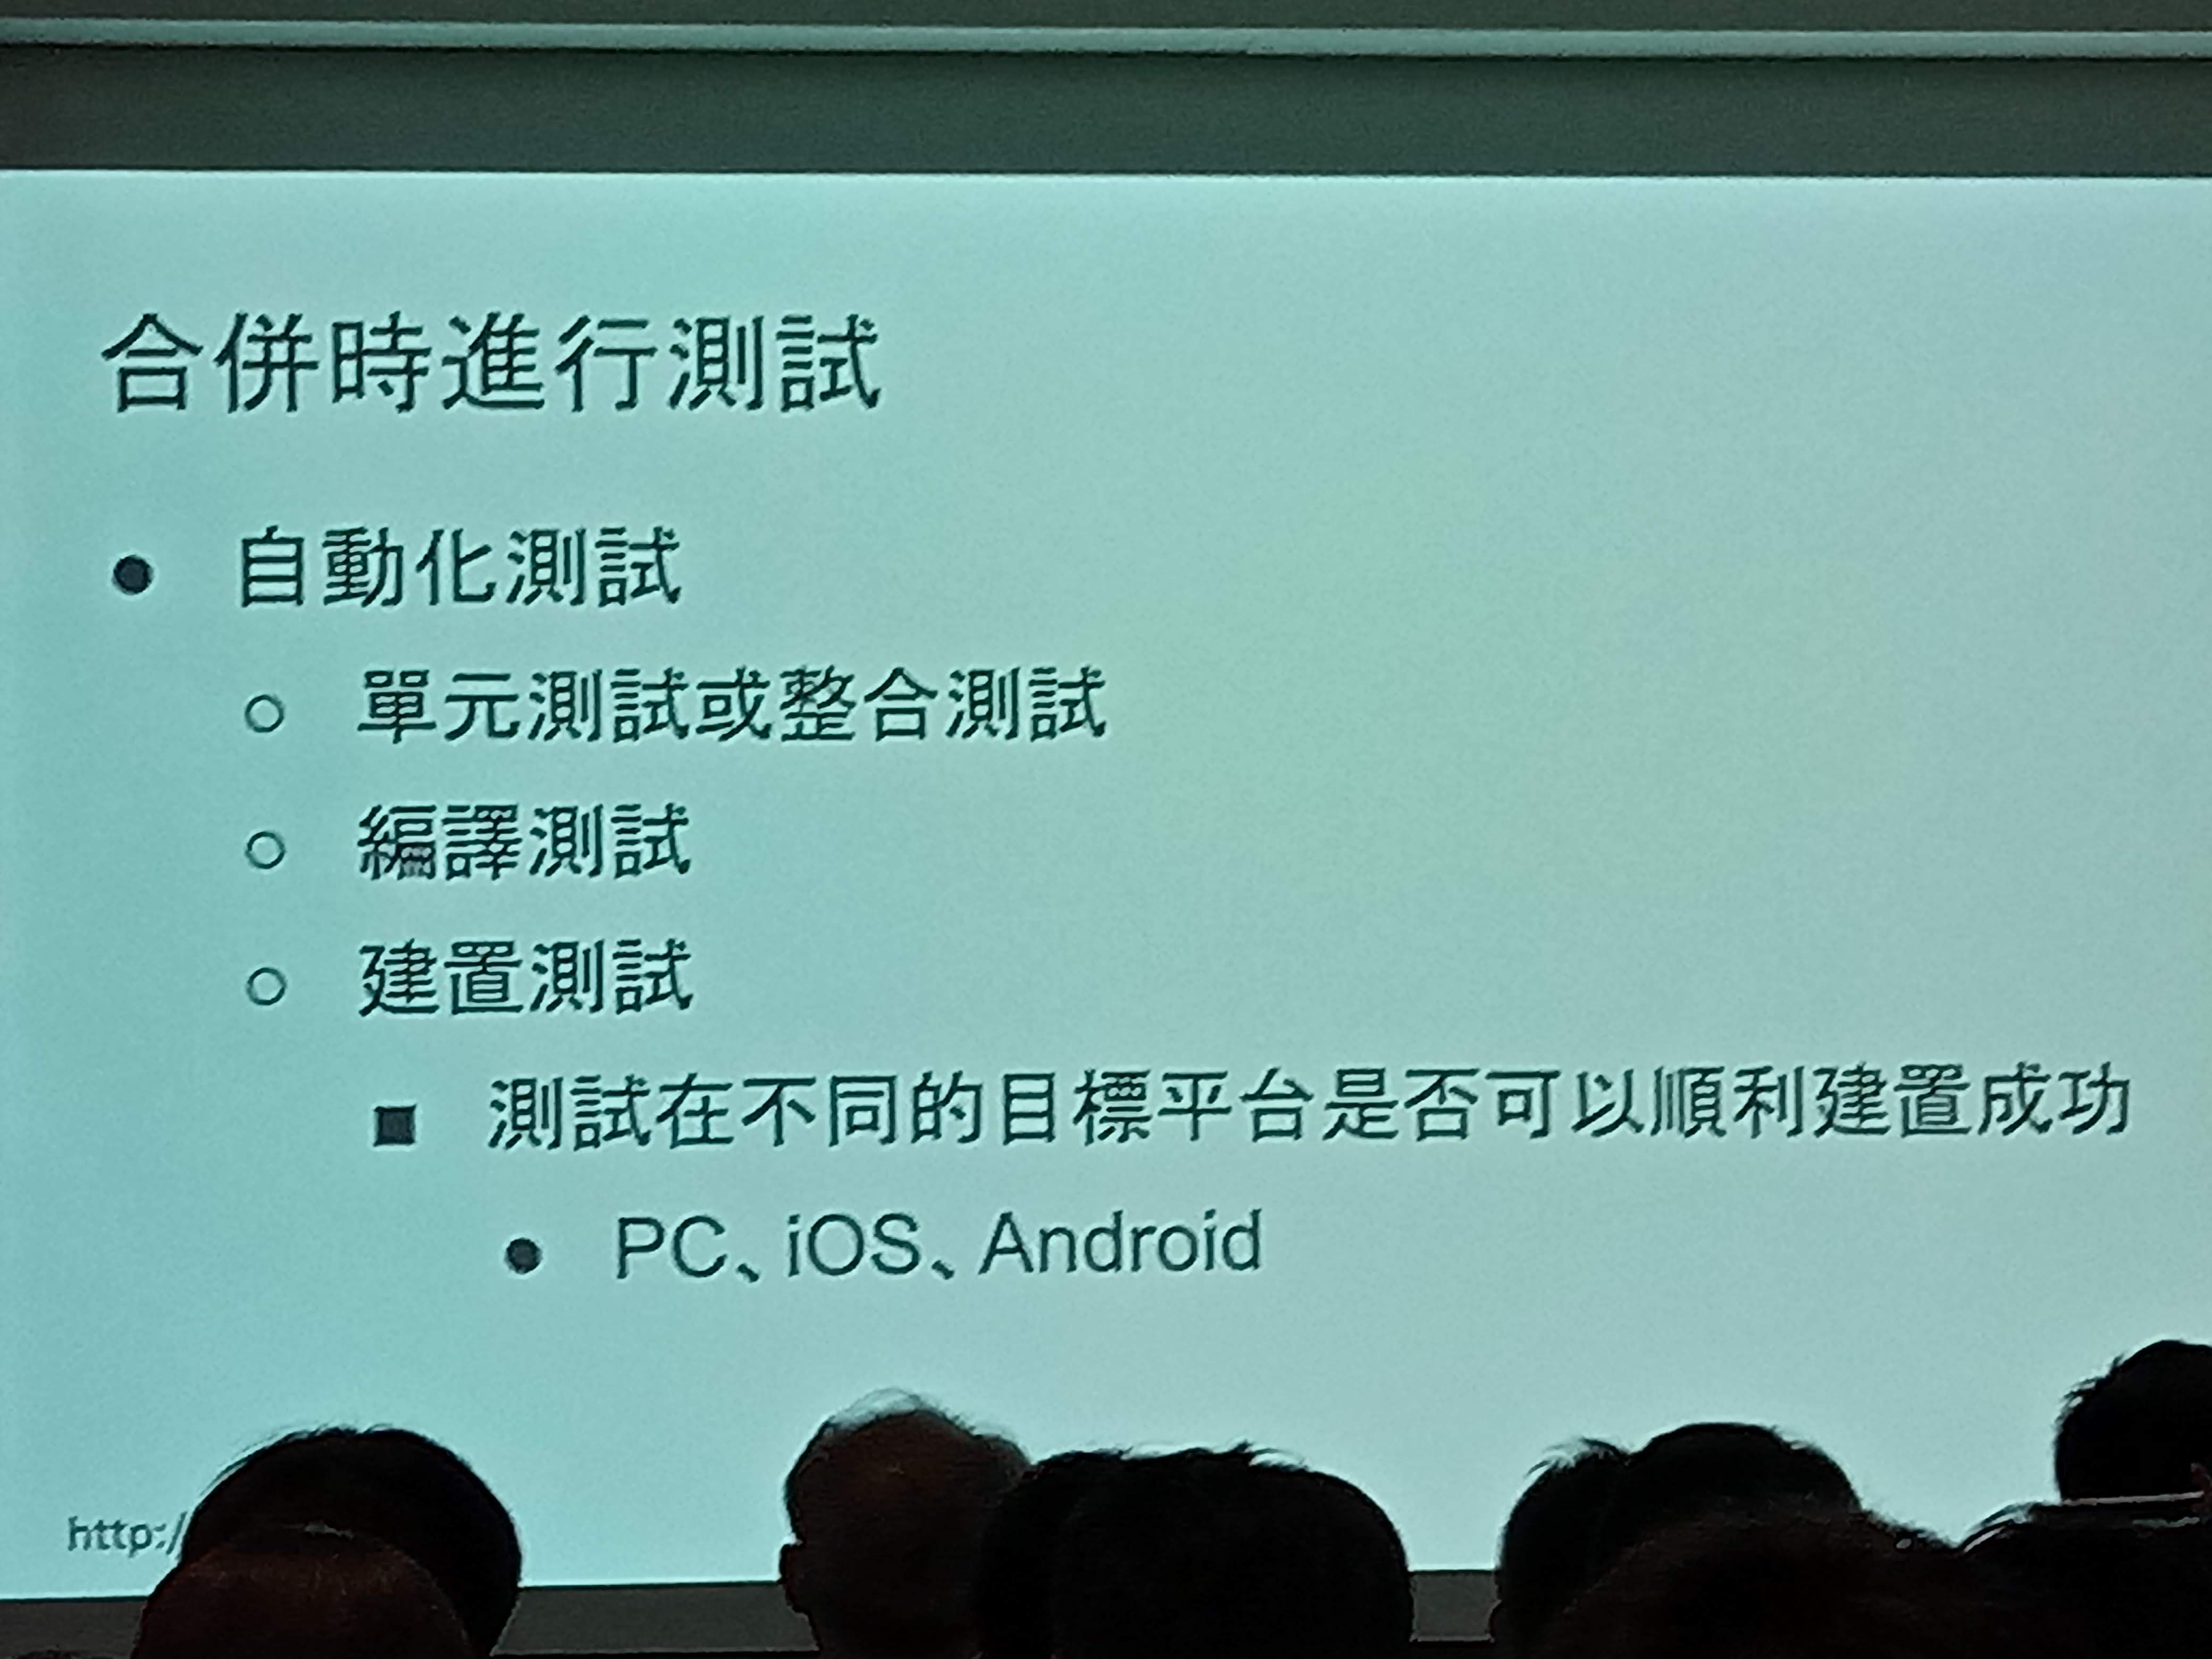 合併時進行測試
● 自動化測試
○ 單元測試或整合測試
○ 編譯測試
○ 建置測試
■ 測試在不同的目標平台是否可以順利建置成功
● PC、iOS、Android
http:/